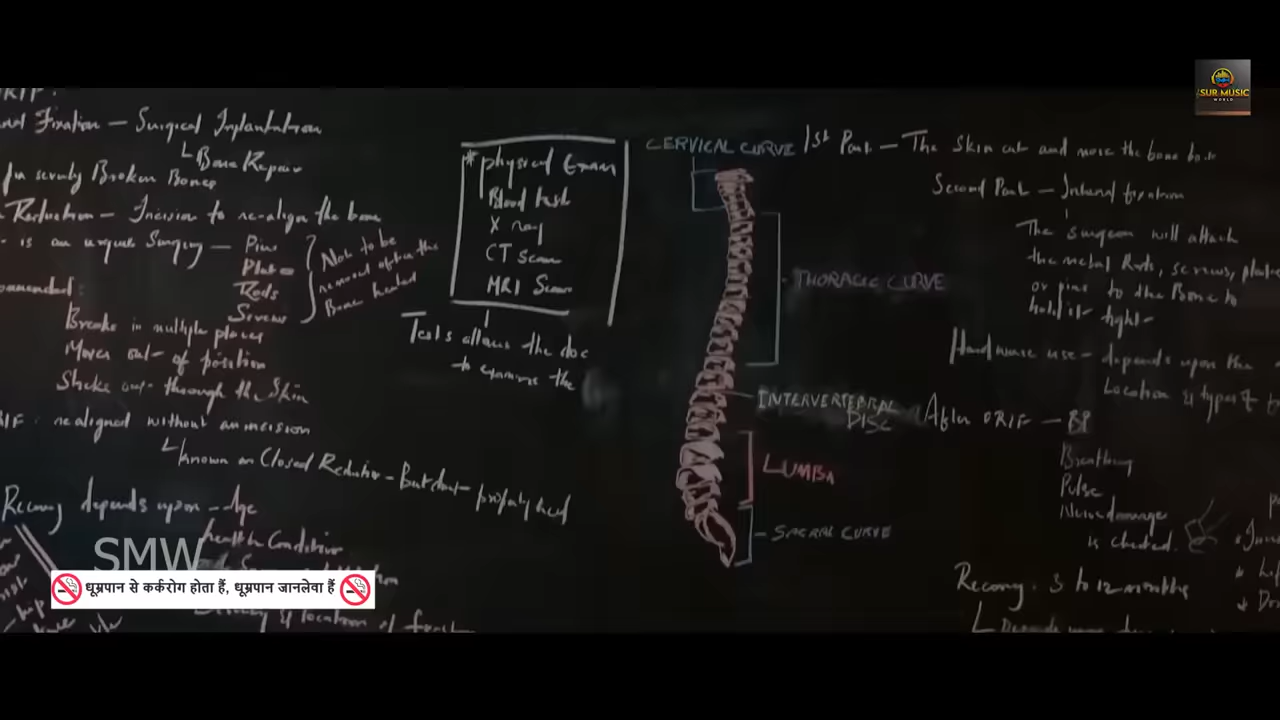 SUR MUSIC
WORLD
ORIF:
Fixation – Surgical Implantation
Bone Repair
Broken Bones
Reduction – Incision to re-align the bone
is an urgent Surgery – Pins
Plates
Rods
Screws
Not to be
removed after the
Bone healed
Breaks in multiple places
Moves out of position
Sticks out through the Skin
realigned without an incision
known as Closed Reduction – But don't properly heal
Recovery depends upon – Age
health Condition
location of
* Physical Exam
Blood test
X ray
CT Scan
MRI Scan
Tests allows the doc
to examine the
CERVICAL CURVE
THORACIC CURVE
INTERVERTEBRAL
DISC
LUMBA
SACRAL CURVE
1st Part – The Skin cut and move the bone back
Second Part – Internal fixation
The surgeon will attach
the metal Rods, screws, plates
or pins to the Bone to
hold it tight
Hardware use – depends upon the
Location & types of
After ORIF – BP
Breathing
Pulse
Nerve damage
is checked.
Recovery: 3 to 12 months
SMW
धूम्रपान से कर्करोग होता हैं, धूम्रपान जानलेवा हैं